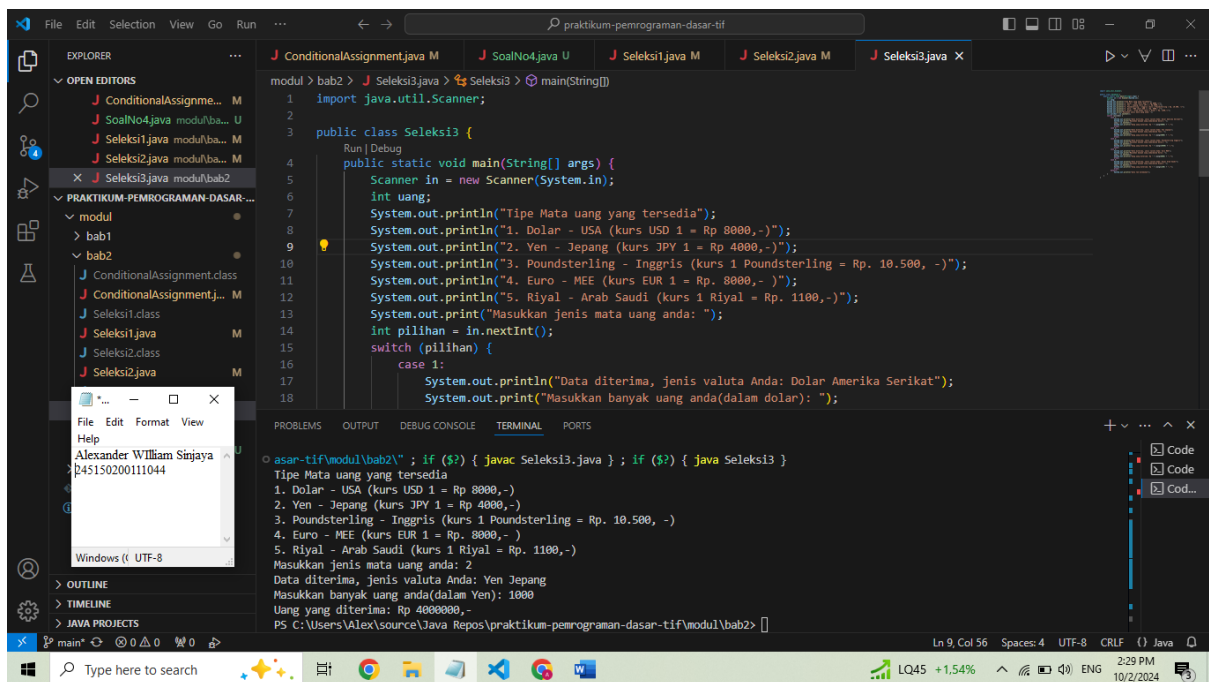 File Edit Selection View Go Run ... praktikum-pemrograman-dasar-tif
EXPLORER
OPEN EDITORS
J ConditionalAssignme... M
J SoalNo4.java modul\ba... U
J Seleksi1.java modul\ba... M
J Seleksi2.java modul\ba... M
J Seleksi3.java modul\bab2
PRAKTIKUM-PEMROGRAMAN-DASAR-...
modul
bab1
bab2
J ConditionalAssignment.class
J ConditionalAssignment.j... M
J Seleksi1.class
J Seleksi1.java M
J Seleksi2.class
J Seleksi2.java M
OUTLINE
TIMELINE
JAVA PROJECTS
J ConditionalAssignment.java M J SoalNo4.java U J Seleksi1.java M J Seleksi2.java M J Seleksi3.java
modul > bab2 > J Seleksi3.java > Seleksi3 > main(String[])
1 import java.util.Scanner;
2
3 public class Seleksi3 {
Run | Debug
4 public static void main(String[] args) {
5 Scanner in = new Scanner(System.in);
6 int uang;
7 System.out.println("Tipe Mata uang yang tersedia");
8 System.out.println("1. Dolar - USA (kurs USD 1 = Rp 8000,-)");
9 System.out.println("2. Yen - Jepang (kurs JPY 1 = Rp 4000,-)");
10 System.out.println("3. Poundsterling - Inggris (kurs 1 Poundsterling = Rp. 10.500, -)");
11 System.out.println("4. Euro - MEE (kurs EUR 1 = Rp. 8000,- )");
12 System.out.println("5. Riyal - Arab Saudi (kurs 1 Riyal = Rp. 1100,-)");
13 System.out.print("Masukkan jenis mata uang anda: ");
14 int pilihan = in.nextInt();
15 switch (pilihan) {
16 case 1:
17 System.out.println("Data diterima, jenis valuta Anda: Dolar Amerika Serikat");
18 System.out.print("Masukkan banyak uang anda(dalam dolar): ");
PROBLEMS OUTPUT DEBUG CONSOLE TERMINAL PORTS
asar-tif\modul\bab2\" ; if ($?) { javac Seleksi3.java } ; if ($?) { java Seleksi3 }
Tipe Mata uang yang tersedia
1. Dolar - USA (kurs USD 1 = Rp 8000,-)
2. Yen - Jepang (kurs JPY 1 = Rp 4000,-)
3. Poundsterling - Inggris (kurs 1 Poundsterling = Rp. 10.500, -)
4. Euro - MEE (kurs EUR 1 = Rp. 8000,- )
5. Riyal - Arab Saudi (kurs 1 Riyal = Rp. 1100,-)
Masukkan jenis mata uang anda: 2
Data diterima, jenis valuta Anda: Yen Jepang
Masukkan banyak uang anda(dalam Yen): 1000
Uang yang diterima: Rp 4000000,-
PS C:\Users\Alex\source\Java Repos\praktikum-pemrograman-dasar-tif\modul\bab2>
Code
Code
Cod...
*...
File Edit Format View
Help
Alexander WIlliam Sinjaya
245150200111044
Windows (( UTF-8
main* 0 0 0 Ln 9, Col 56 Spaces: 4 UTF-8 CRLF {} Java
Type here to search LQ45 +1,54% ENG 2:29 PM
10/2/2024
3